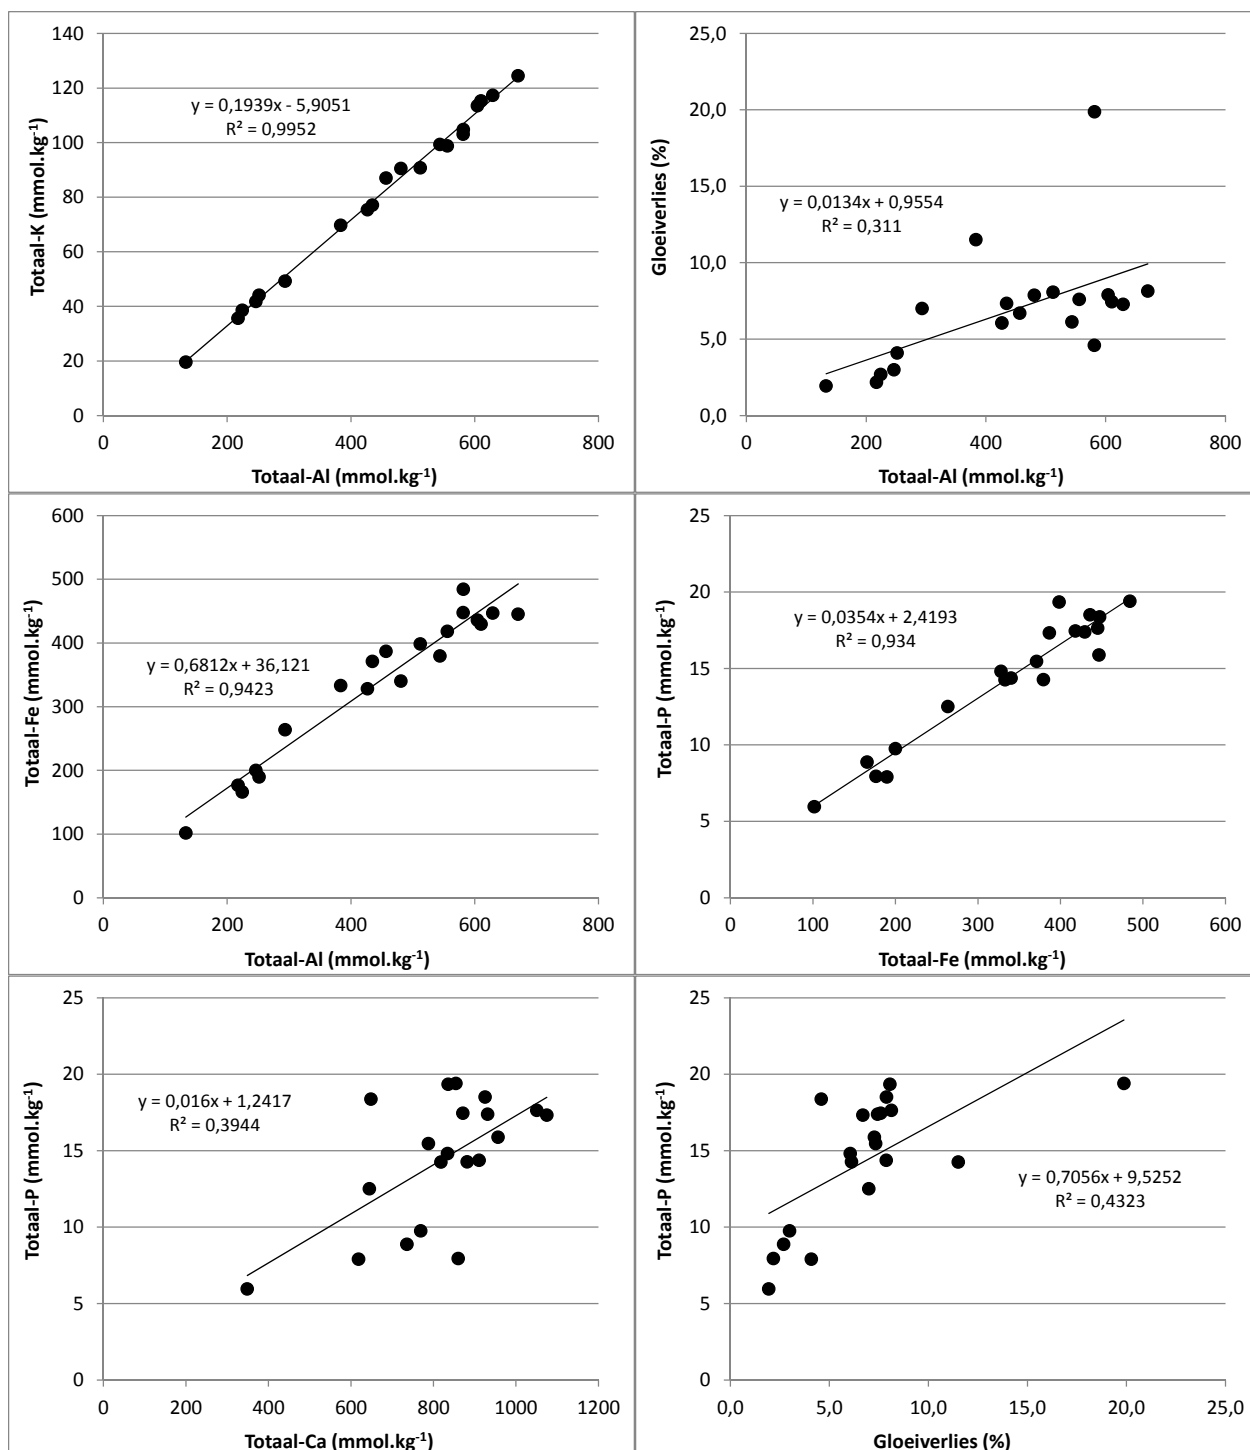 140
120
100
80
60
40
20
0
Totaal-K (mmol.kg-1)
y = 0,1939x - 5,9051
R² = 0,9952
0 200 400 600 800
Totaal-Al (mmol.kg-1)
25,0
20,0
15,0
10,0
5,0
0,0
Gloeiverlies (%)
y = 0,0134x + 0,9554
R² = 0,311
0 200 400 600 800
Totaal-Al (mmol.kg-1)
600
500
400
300
200
100
0
Totaal-Fe (mmol.kg-1)
y = 0,6812x + 36,121
R² = 0,9423
0 200 400 600 800
Totaal-Al (mmol.kg-1)
25
20
15
10
5
0
Totaal-P (mmol.kg-1)
y = 0,0354x + 2,4193
R² = 0,934
0 100 200 300 400 500 600
Totaal-Fe (mmol.kg-1)
25
20
15
10
5
0
Totaal-P (mmol.kg-1)
y = 0,016x + 1,2417
R² = 0,3944
0 200 400 600 800 1000 1200
Totaal-Ca (mmol.kg-1)
25
20
15
10
5
0
Totaal-P (mmol.kg-1)
y = 0,7056x + 9,5252
R² = 0,4323
0,0 5,0 10,0 15,0 20,0 25,0
Gloeiverlies (%)